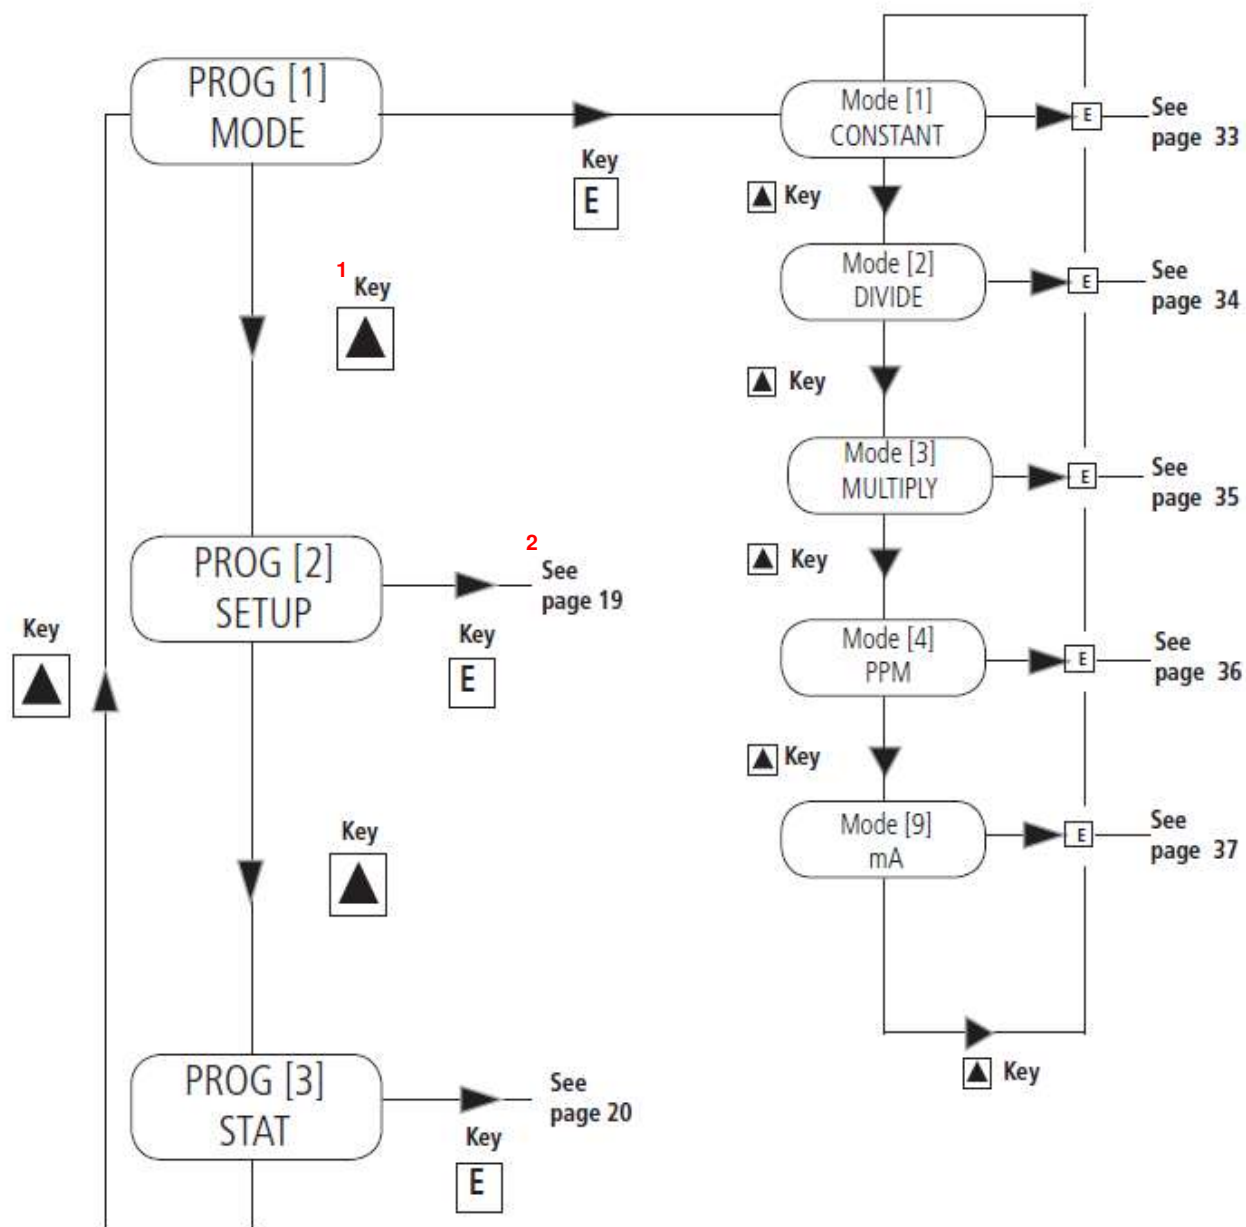 PROG [1]
MODE
Key
E
Mode [1]
CONSTANT
E
See
page 33
Key
Mode [2]
DIVIDE
E
See
page 34
1
Key
Key
Mode [3]
MULTIPLY
E
See
page 35
PROG [2]
SETUP
2
See
page 19
Key
E
Key
Key
Mode [4]
PPM
E
See
page 36
Key
Mode [9]
mA
E
See
page 37
Key
Key
PROG [3]
STAT
See
page 20
Key
E